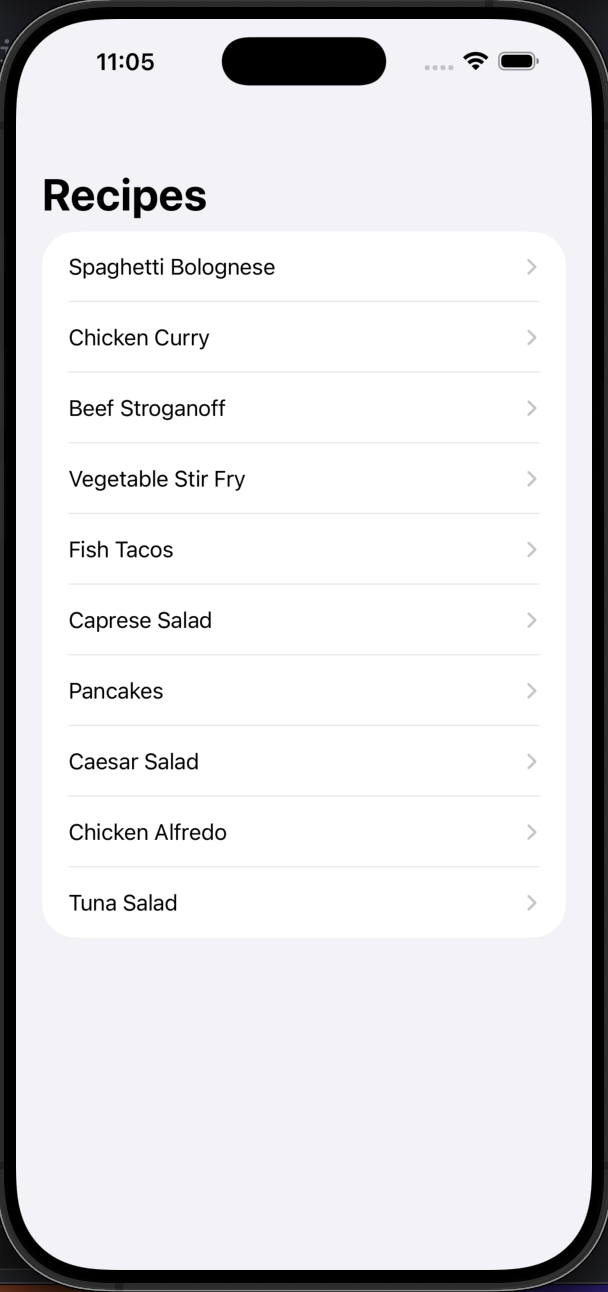 11:05
Recipes
Spaghetti Bolognese
Chicken Curry
Beef Stroganoff
Vegetable Stir Fry
Fish Tacos
Caprese Salad
Pancakes
Caesar Salad
Chicken Alfredo
Tuna Salad